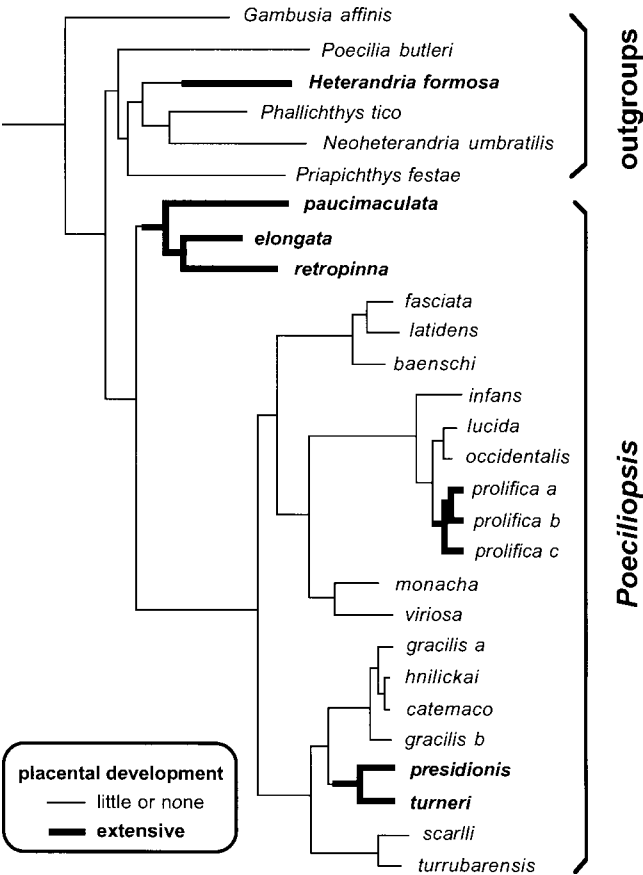 Gambusia affinis
Poecilia butleri
Heterandria formosa
Phallichthys tico
Neoheterandria umbratilis
Priapichthys festae
outgroups
paucimaculata
elongata
retropinna
fasciata
latidens
baenschi
infans
lucida
occidentalis
prolifica a
prolifica b
prolifica c
monacha
viriosa
gracilis a
hnilickai
catemaco
gracilis b
presidionis
turneri
scarlli
turrubarensis
Poeciliopsis
placental development
little or none
extensive